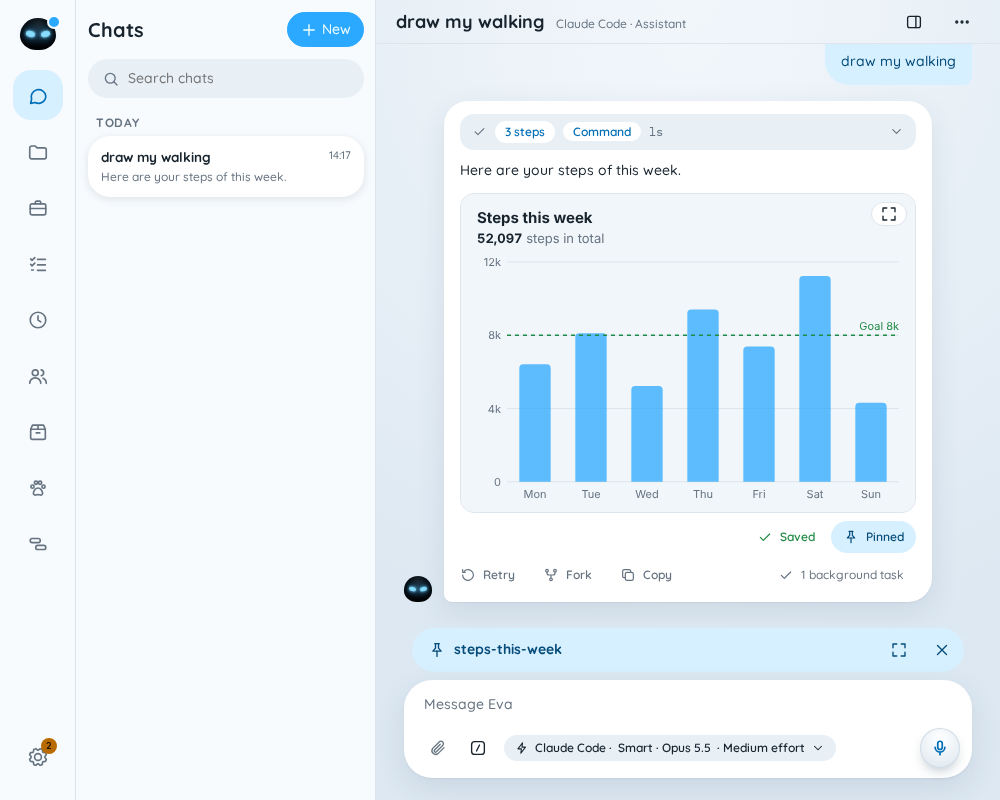 Chats
New
Search chats
TODAY
draw my walking
14:17
Here are your steps of this week.
2
draw my walking
Claude Code · Assistant
draw my walking
3 steps
Command
1s
Here are your steps of this week.
Steps this week
52,097 steps in total
12k
8k
4k
0
Goal 8k
Mon Tue Wed Thu Fri Sat Sun
Saved
Pinned
Retry
Fork
Copy
1 background task
steps-this-week
Message Eva
Claude Code · Smart · Opus 5.5 · Medium effort